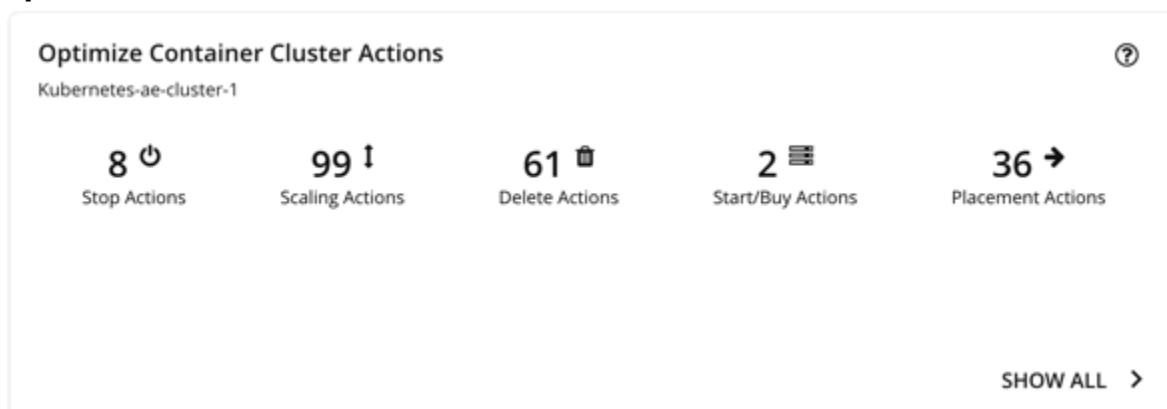 Optimize Container Cluster Actions
Kubernetes-ae-cluster-1
8 99 61 2 36
Stop Actions Scaling Actions Delete Actions Start/Buy Actions Placement Actions
SHOW ALL